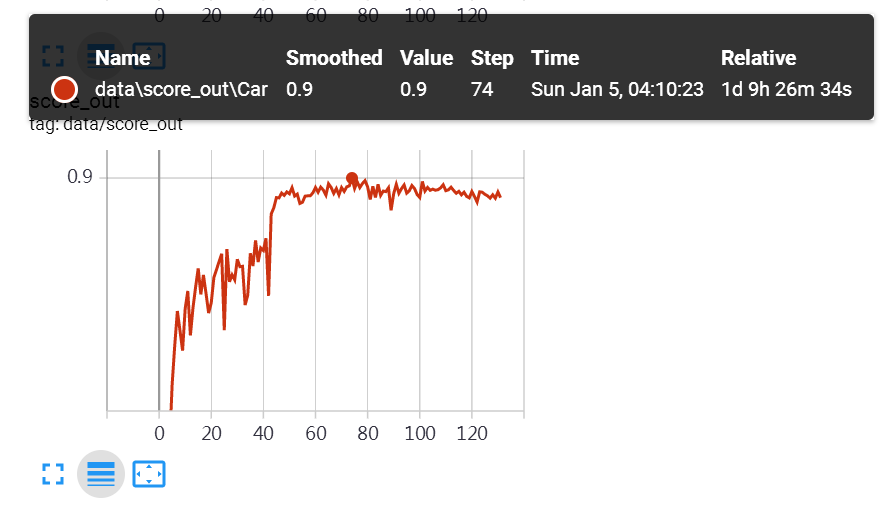 0 20 40 60 80 100 120
Name Smoothed Value Step Time Relative
data\score_out\Car 0.9 0.9 74 Sun Jan 5, 04:10:23 1d 9h 26m 34s
score_out
tag: data/score_out
0.9
0 20 40 60 80 100 120